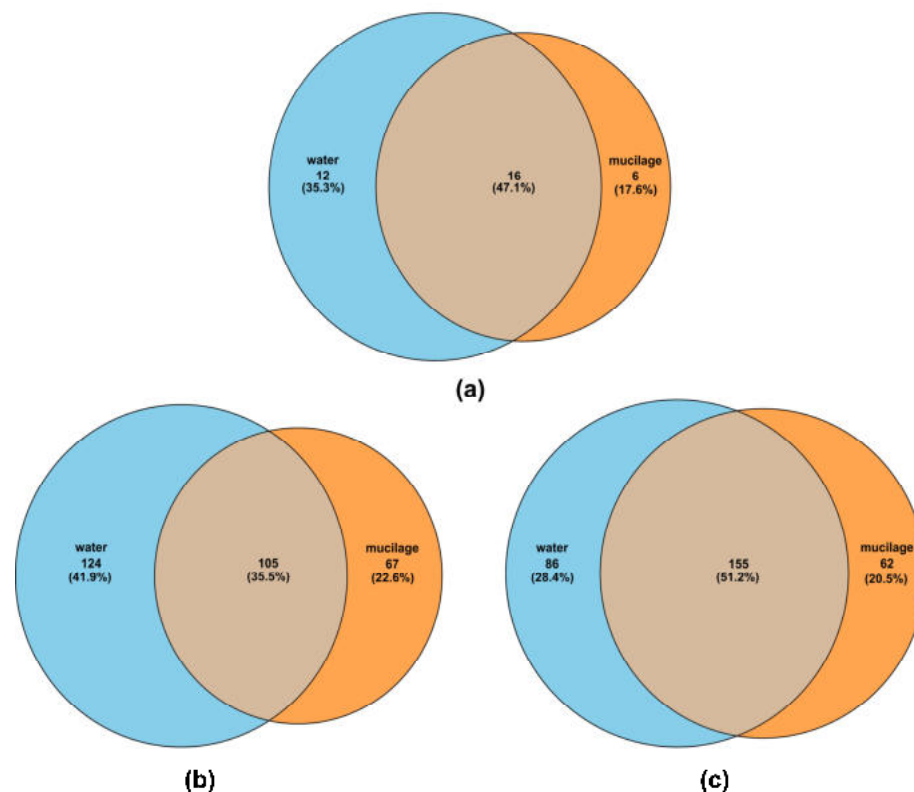 water
12
(35.3%)
16
(47.1%)
mucilage
6
(17.6%)
(a)
water
124
(41.9%)
105
(35.5%)
mucilage
67
(22.6%)
water
86
(28.4%)
155
(51.2%)
mucilage
62
(20.5%)
(b)
(c)